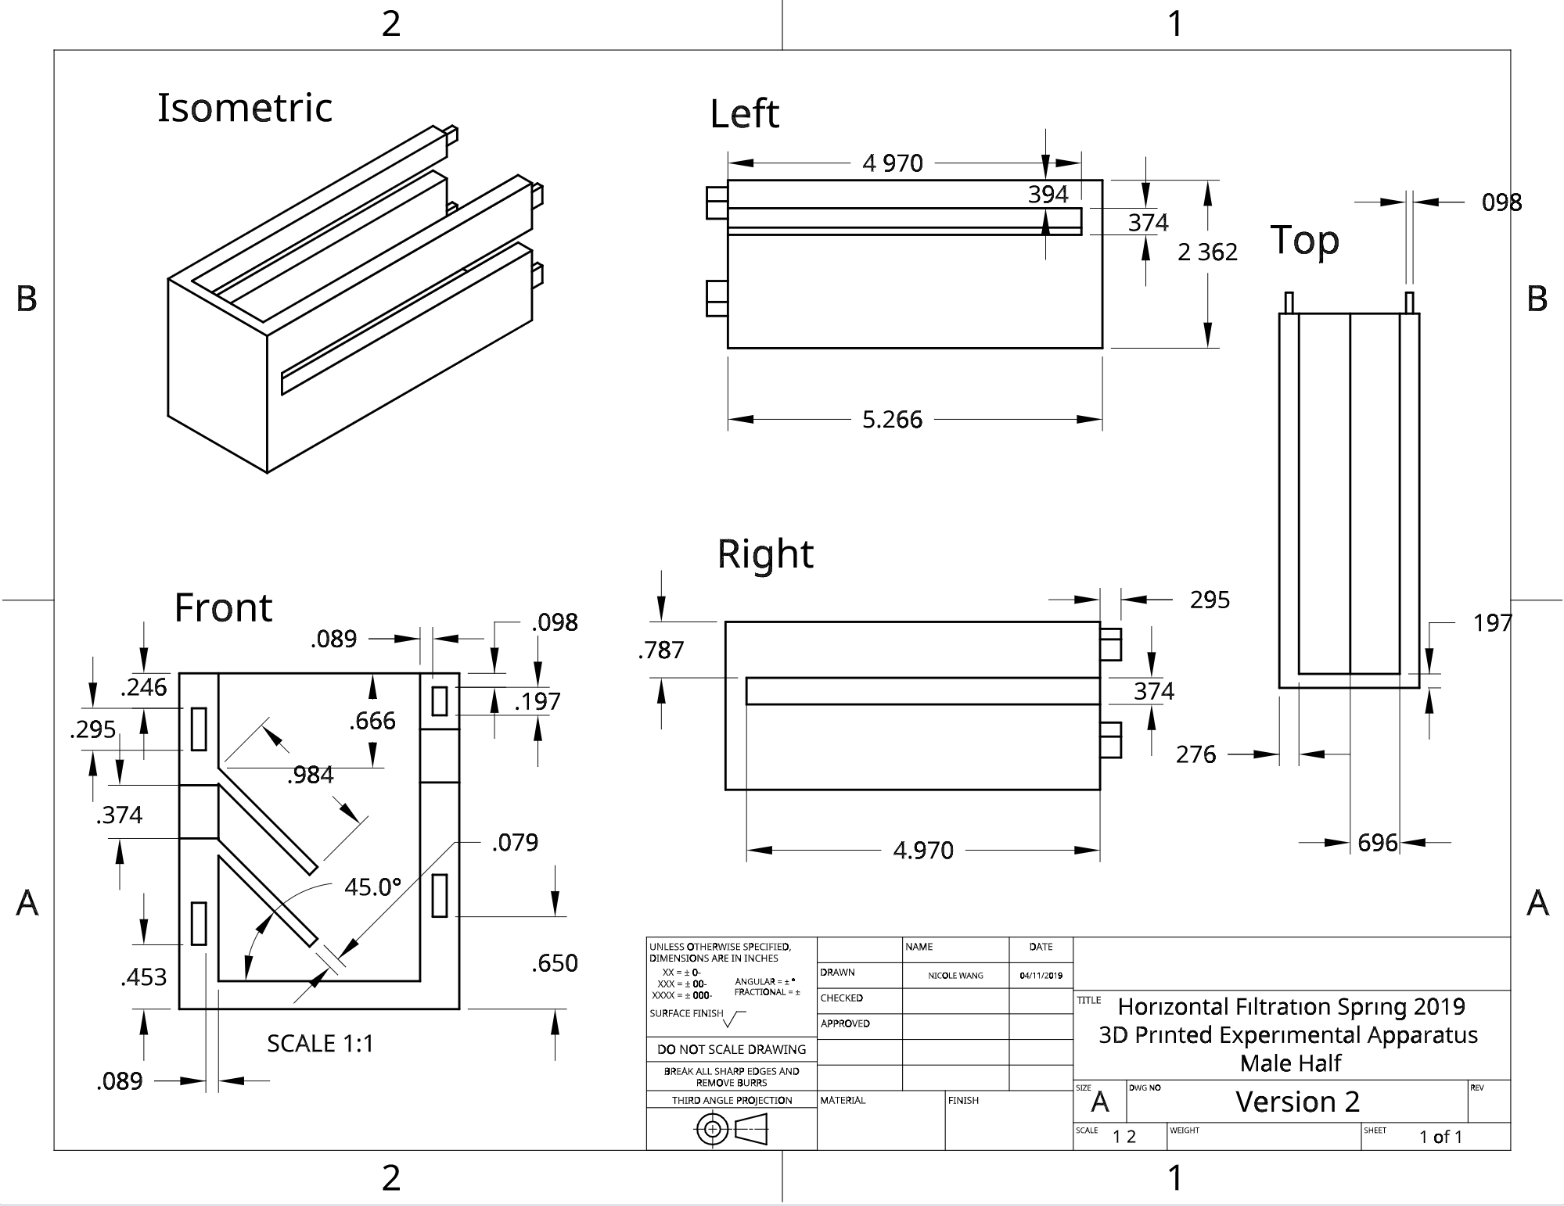 2
1
Isometric
Left
4 970
394
374
2 362
5.266
Top
098
B
B
Right
295
.787
374
4.970
197
276
696
Front
.089
.098
.246
.197
.295
.666
.984
.374
.079
45.0°
.453
.650
.089
SCALE 1:1
A
A
UNLESS OTHERWISE SPECIFIED,
DIMENSIONS ARE IN INCHES
XX = ± 0-
XXX = ± 00-
XXXX = ± 000-
ANGULAR = ± °
FRACTIONAL = ±
SURFACE FINISH
DO NOT SCALE DRAWING
BREAK ALL SHARP EDGES AND
REMOVE BURRS
THIRD ANGLE PROJECTION
NAME
DATE
DRAWN
NICOLE WANG
04/11/2019
CHECKED
APPROVED
MATERIAL
FINISH
TITLE
Horizontal Filtration Spring 2019
3D Printed Experimental Apparatus
Male Half
SIZE
A
DWG NO
Version 2
REV
SCALE
1 2
WEIGHT
SHEET
1 of 1
2
1